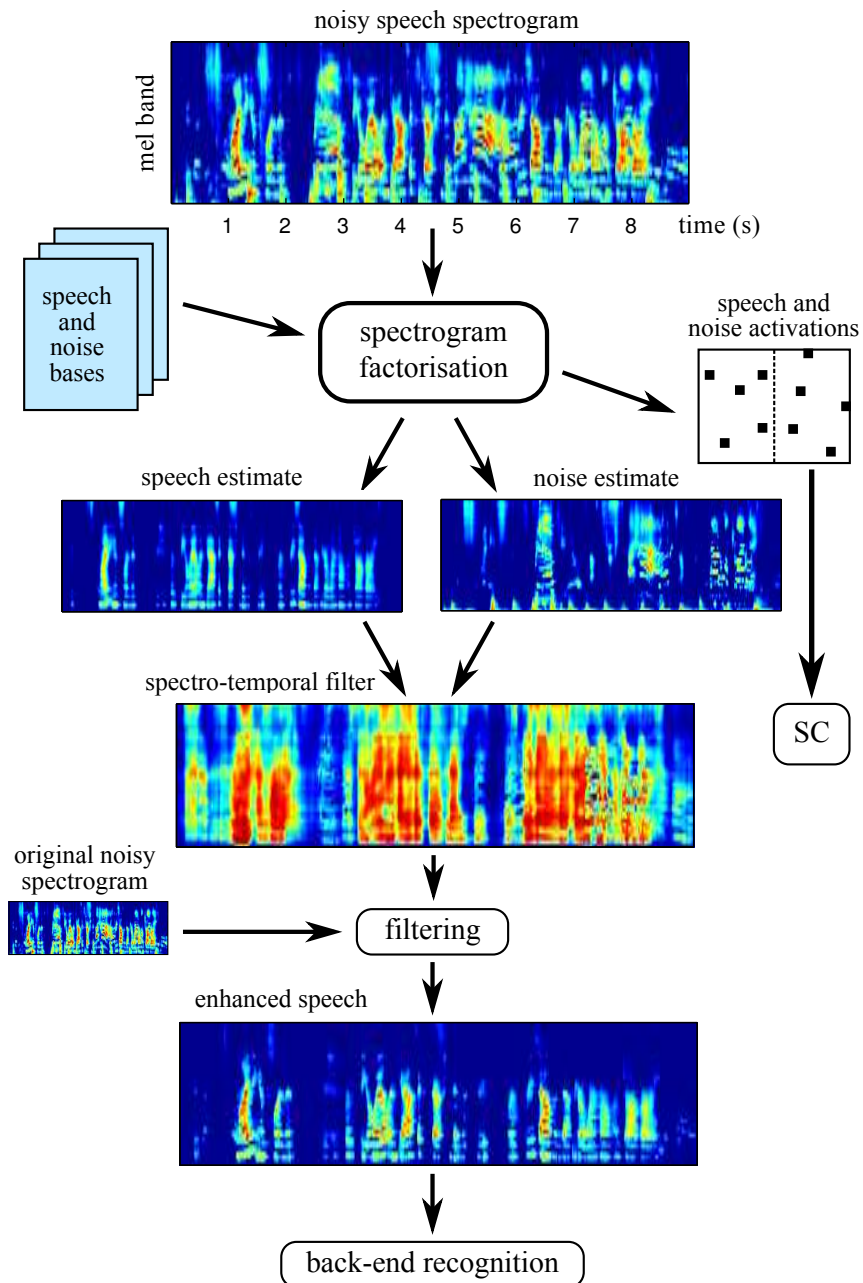 noisy speech spectrogram
mel band
1 2 3 4 5 6 7 8 time (s)
speech
and
noise
bases
spectrogram
factorisation
speech and
noise activations
speech estimate
noise estimate
spectro-temporal filter
SC
original noisy
spectrogram
filtering
enhanced speech
back-end recognition